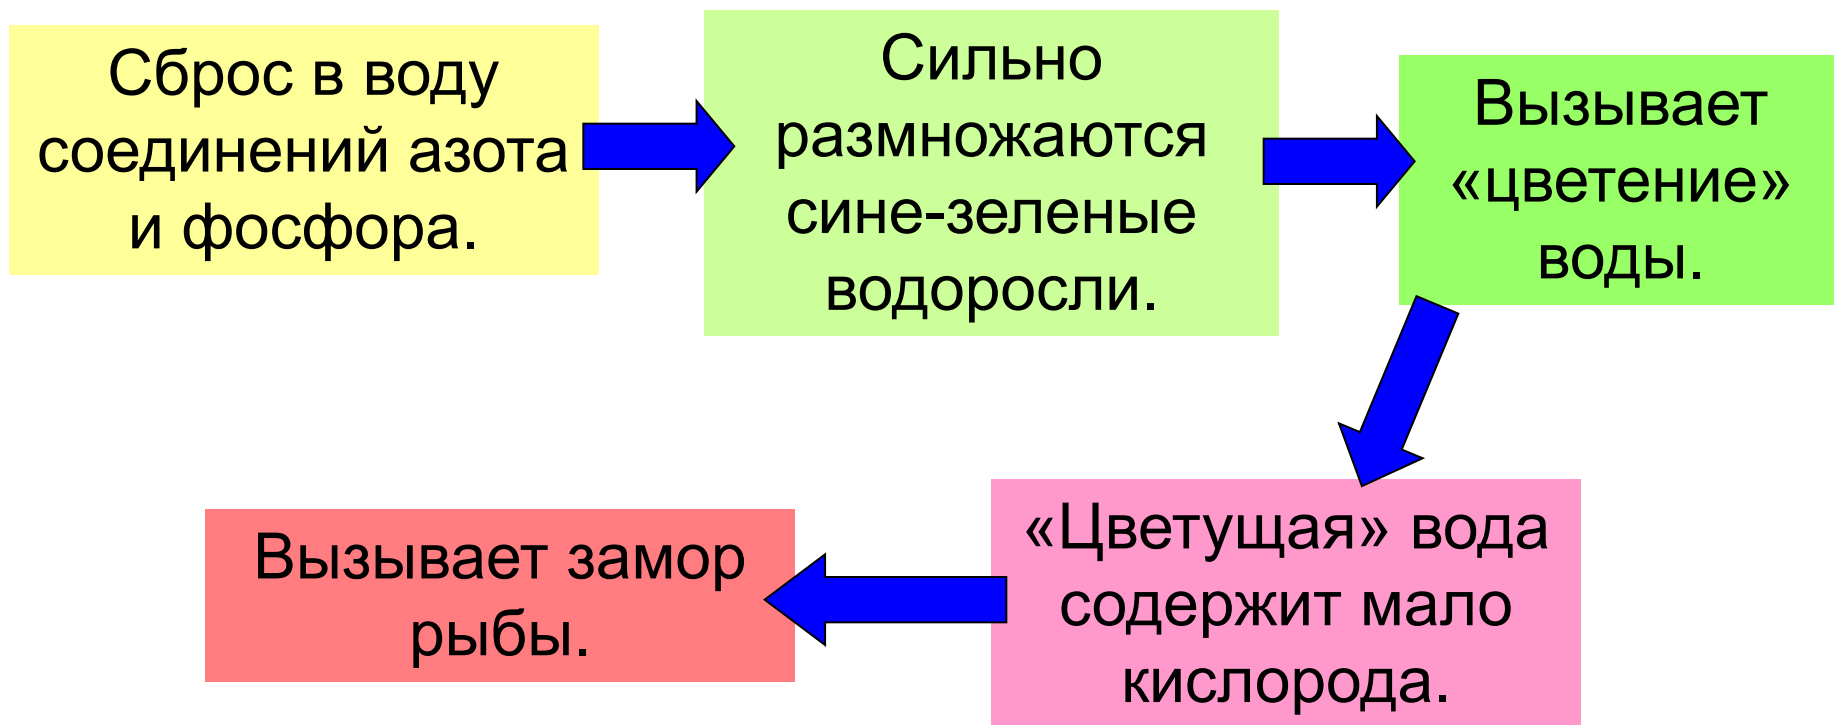 Сброс в воду
соединений азота
и фосфора.
Сильно
размножаются
сине-зеленые
водоросли.
Вызывает
«цветение»
воды.
«Цветущая» вода
содержит мало
кислорода.
Вызывает замор
рыбы.